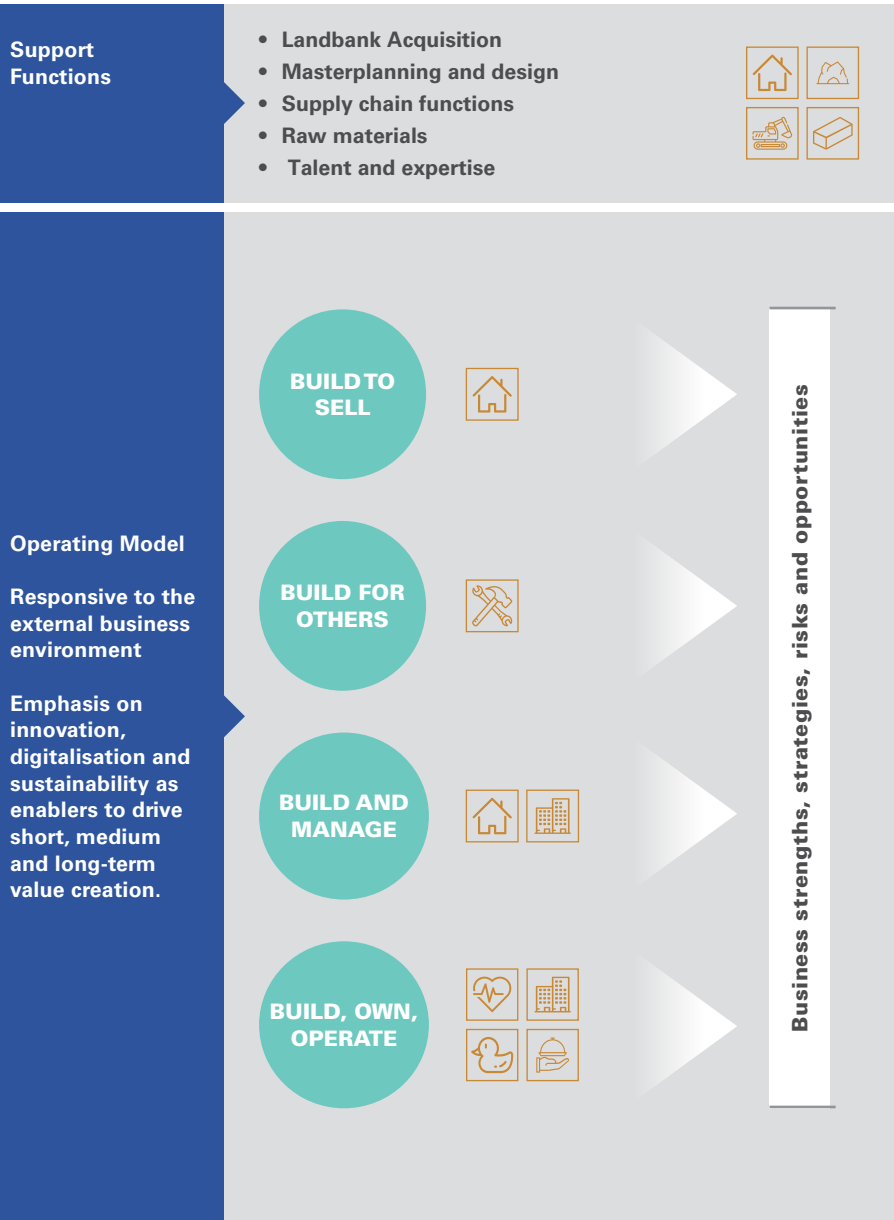 Support
Functions
• Landbank Acquisition
• Masterplanning and design
• Supply chain functions
• Raw materials
• Talent and expertise
Operating Model
Responsive to the
external business
environment
Emphasis on
innovation,
digitalisation and
sustainability as
enablers to drive
short, medium
and long-term
value creation.
BUILD TO
SELL
BUILD FOR
OTHERS
BUILD AND
MANAGE
BUILD, OWN,
OPERATE
Business strengths, strategies, risks and opportunities